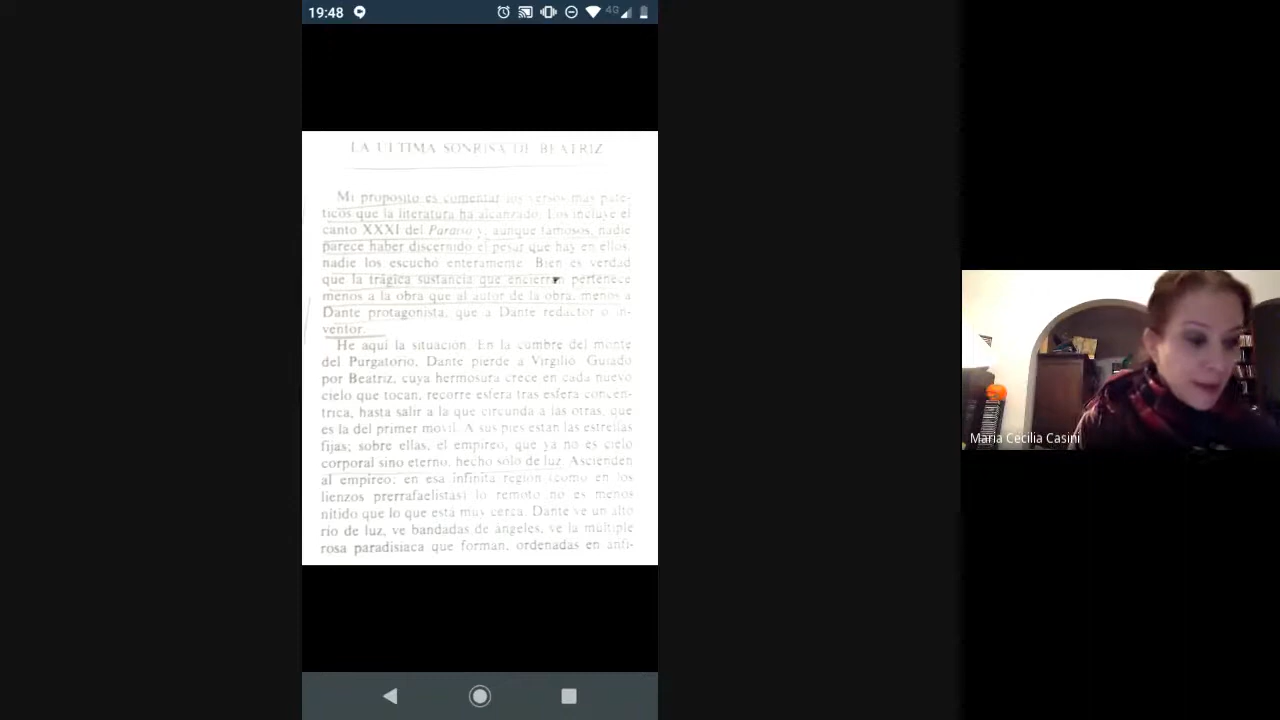 19:48
4G
LA ULTIMA SONRISA DE BEATRIZ
Mi propósito es comentar los versos más paté-
ticos que la literatura ha alcanzado. Los incluye el
canto XXXI del Paraíso y, aunque famosos, nadie
parece haber discernido el pesar que hay en ellos,
nadie los escuchó enteramente. Bien es verdad
que la trágica sustancia que encierran pertenece
menos a la obra que al autor de la obra, menos a
Dante protagonista, que a Dante redactor o in-
ventor.
He aquí la situación. En la cumbre del monte
del Purgatorio, Dante pierde a Virgilio. Guiado
por Beatriz, cuya hermosura crece en cada nuevo
cielo que tocan, recorre esfera tras esfera concén-
trica, hasta salir a la que circunda a las otras, que
es la del primer móvil. A sus pies están las estrellas
fijas; sobre ellas, el empíreo, que ya no es cielo
corporal sino eterno, hecho sólo de luz. Ascienden
al empíreo; en esa infinita región (como en los
lienzos prerrafaelistas) lo remoto no es menos
nítido que lo que está muy cerca. Dante ve un alto
río de luz, ve bandadas de ángeles, ve la múltiple
rosa paradisíaca que forman, ordenadas en anfi-
Maria Cecilia Casini